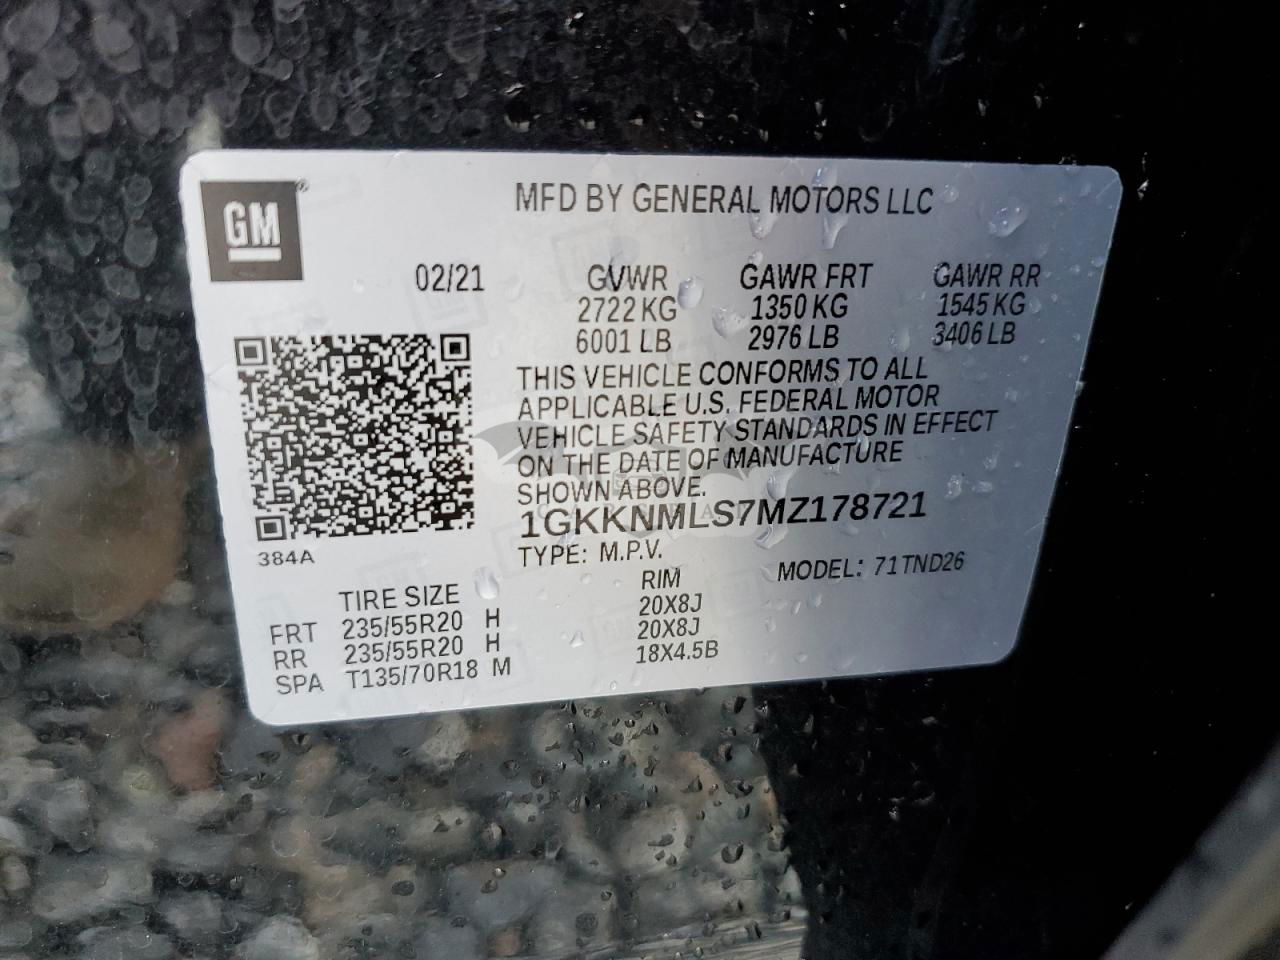 GM®
MFD BY GENERAL MOTORS LLC
02/21 GVWR GAWR FRT GAWR RR
2722 KG 1350 KG 1545 KG
6001 LB 2976 LB 3406 LB
THIS VEHICLE CONFORMS TO ALL
APPLICABLE U.S. FEDERAL MOTOR
VEHICLE SAFETY STANDARDS IN EFFECT
ON THE DATE OF MANUFACTURE
SHOWN ABOVE.
1GKKNMLS7MZ178721
384A
TYPE: M.P.V. MODEL: 71TND26
TIRE SIZE RIM
FRT 235/55R20 H 20X8J
RR 235/55R20 H 20X8J
SPA T135/70R18 M 18X4.5B